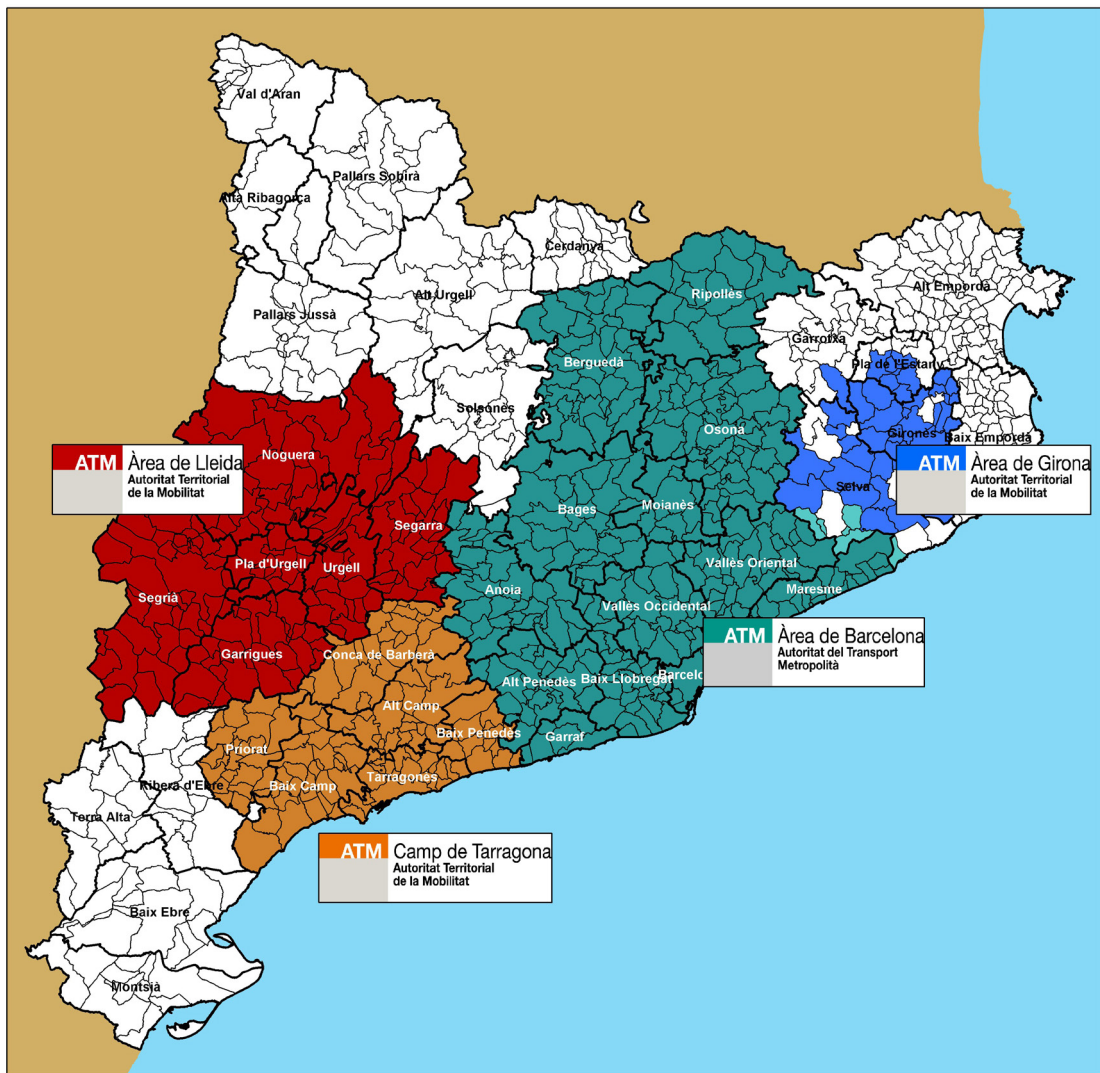 Val d'Aran
Pallars Sobirà
Alta Ribagorça
Cerdanya
Ripollès
Alt Empordà
Alt Urgell
Pallars Jussà
Garrotxa
Berguedà
Pla de l'Estany
Solsonès
Osona
Gironès
Baix Empordà
Noguera
ATM Àrea de Lleida
Autoritat Territorial
de la Mobilitat
ATM Àrea de Girona
Autoritat Territorial
de la Mobilitat
Selva
Bages
Moianès
Segarra
Pla d'Urgell
Urgell
Vallès Oriental
Anoia
Maresme
Segrià
Vallès Occidental
ATM Àrea de Barcelona
Autoritat del Transport
Metropolità
Garrigues
Conca de Barberà
Alt Penedès
Baix Llobregat
Barcelo
Alt Camp
Baix Penedès
Garraf
Priorat
Tarragonès
Ribera d'Ebre
Baix Camp
Terra Alta
ATM Camp de Tarragona
Autoritat Territorial
de la Mobilitat
Baix Ebre
Montsià